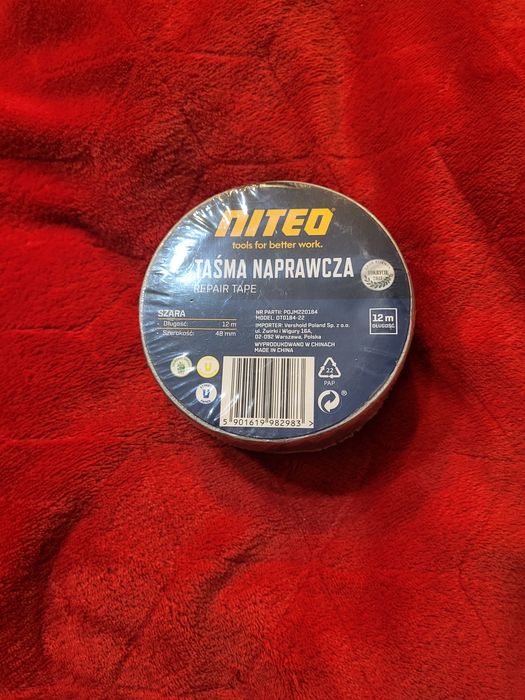 NITEO
tools for better work.
TAŚMA NAPRAWCZA
REPAIR TAPE
SZARA
• Długość: 12 m
• Szerokość: 48 mm
NR PARTII: POJM220184
MODEL: OT0184-22
IMPORTER: Vershold Poland Sp. z o.o.
ul. Żwirki i Wigury 16A,
02-092 Warszawa, Polska
WYPRODUKOWANO W CHINACH
MADE IN CHINA
12 m
DŁUGOŚĆ
22
PAP
5 901619 982983 >